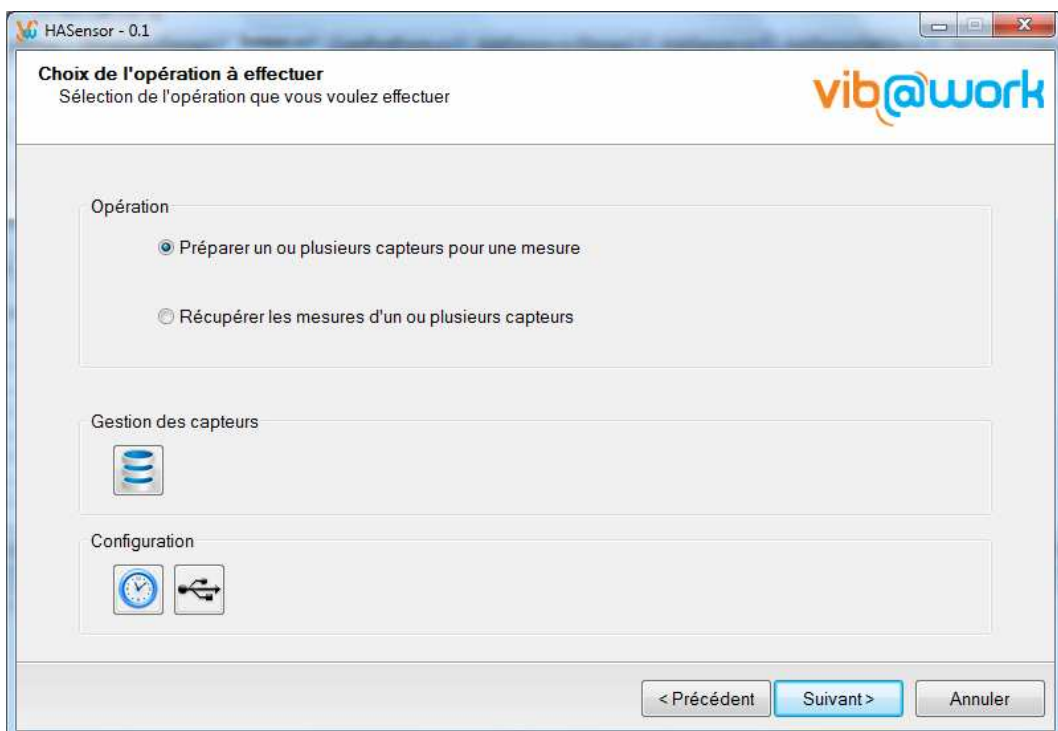 HASensor - 0.1
Choix de l'opération à effectuer
Sélection de l'opération que vous voulez effectuer
vib@work
Opération
Préparer un ou plusieurs capteurs pour une mesure
Récupérer les mesures d'un ou plusieurs capteurs
Gestion des capteurs
Configuration
< Précédent
Suivant >
Annuler